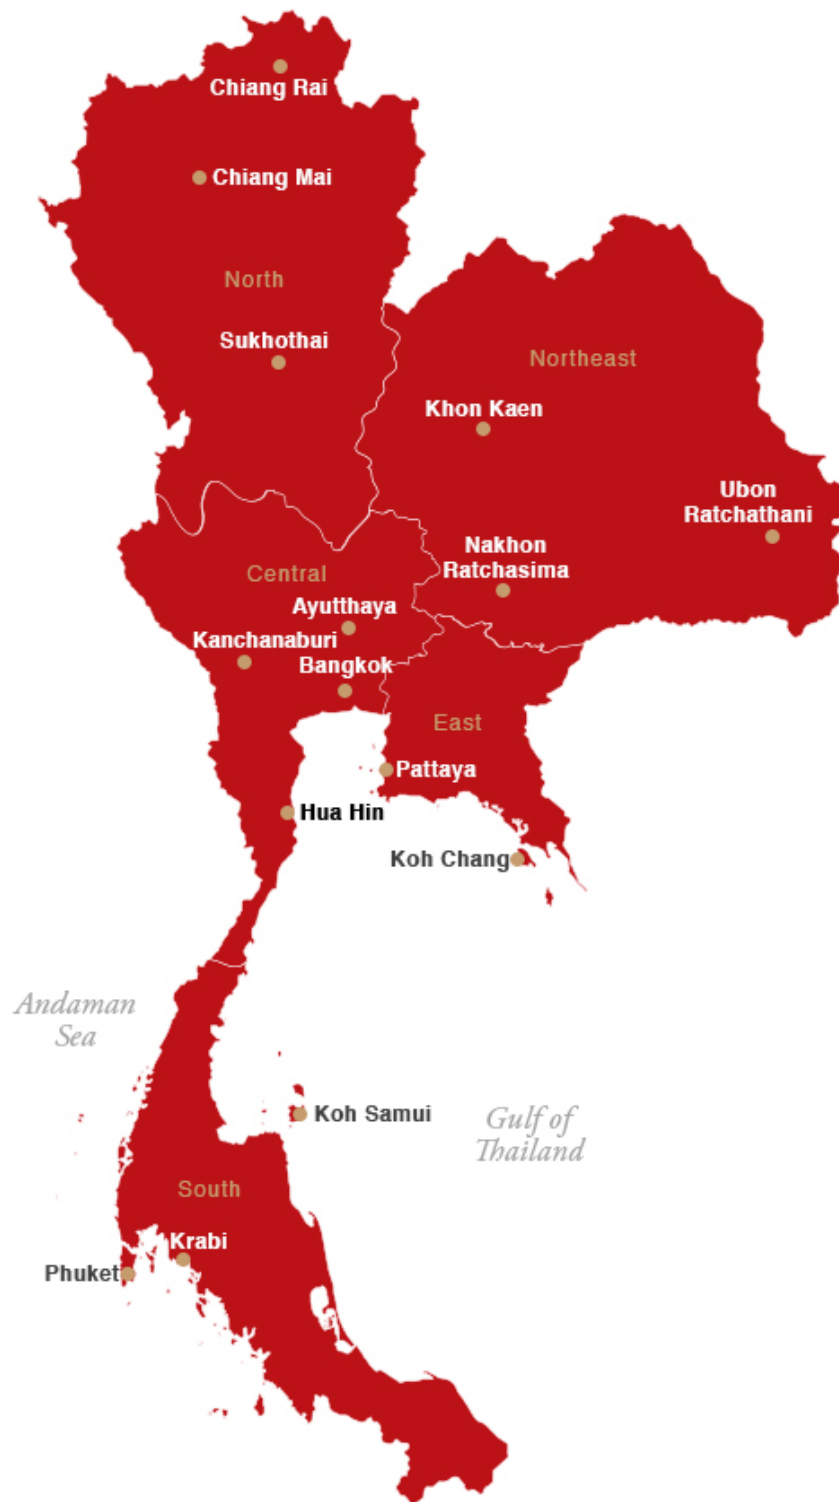 Chiang Rai
Chiang Mai
North
Sukhothai
Northeast
Khon Kaen
Ubon
Ratchathani
Nakhon
Ratchasima
Central
Ayutthaya
Kanchanaburi
Bangkok
East
Pattaya
Hua Hin
Koh Chang
Andaman
Sea
Koh Samui
Gulf of
Thailand
South
Krabi
Phuket